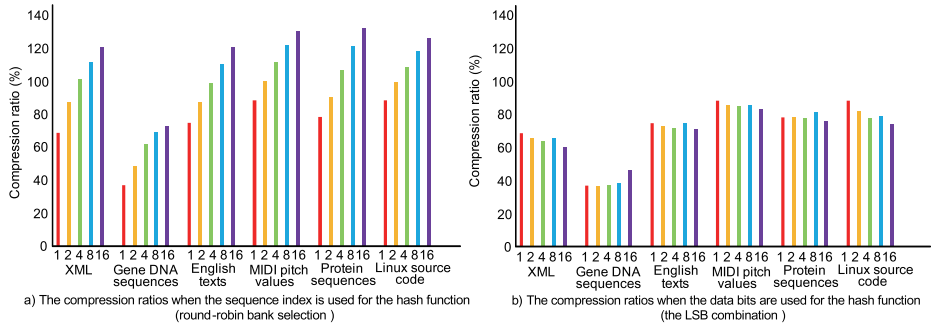 140
120
100
80
60
40
20
0
Compression ratio (%)
1 2 4 8 16 1 2 4 8 16 1 2 4 8 16 1 2 4 8 16 1 2 4 8 16 1 2 4 8 16
XML Gene DNA English MIDI pitch Protein Linux source
sequences texts values sequences code
a) The compression ratios when the sequence index is used for the hash function
(round-robin bank selection )
140
120
100
80
60
40
20
0
Compression ratio (%)
1 2 4 8 16 1 2 4 8 16 1 2 4 8 16 1 2 4 8 16 1 2 4 8 16 1 2 4 8 16
XML Gene DNA English MIDI pitch Protein Linux source
sequences texts values sequences code
b) The compression ratios when the data bits are used for the hash function
(the LSB combination )